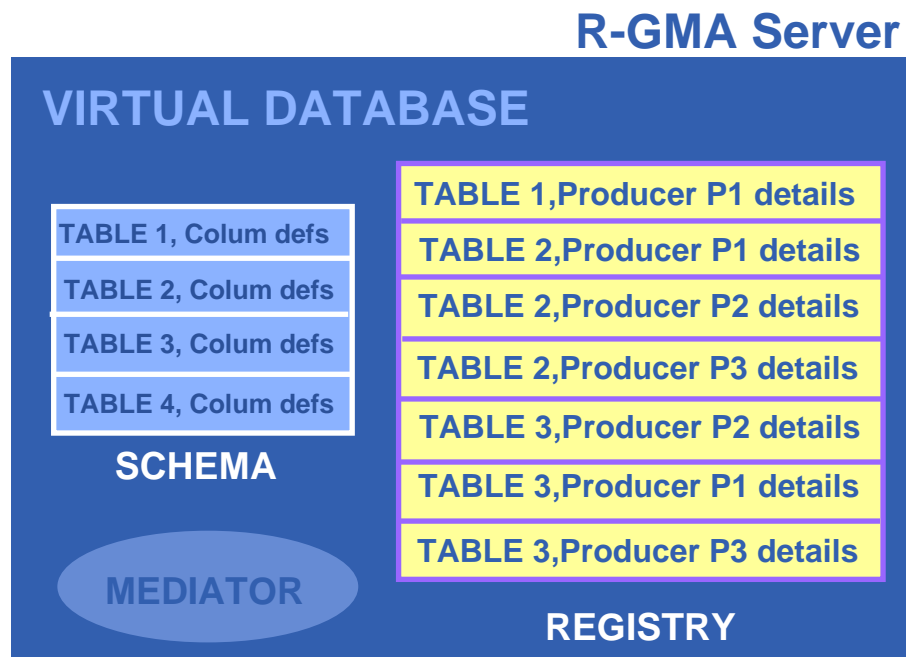 R-GMA Server
VIRTUAL DATABASE
TABLE 1, Colum defs
TABLE 2, Colum defs
TABLE 3, Colum defs
TABLE 4, Colum defs
SCHEMA
MEDIATOR
TABLE 1,Producer P1 details
TABLE 2,Producer P1 details
TABLE 2,Producer P2 details
TABLE 2,Producer P3 details
TABLE 3,Producer P2 details
TABLE 3,Producer P1 details
TABLE 3,Producer P3 details
REGISTRY